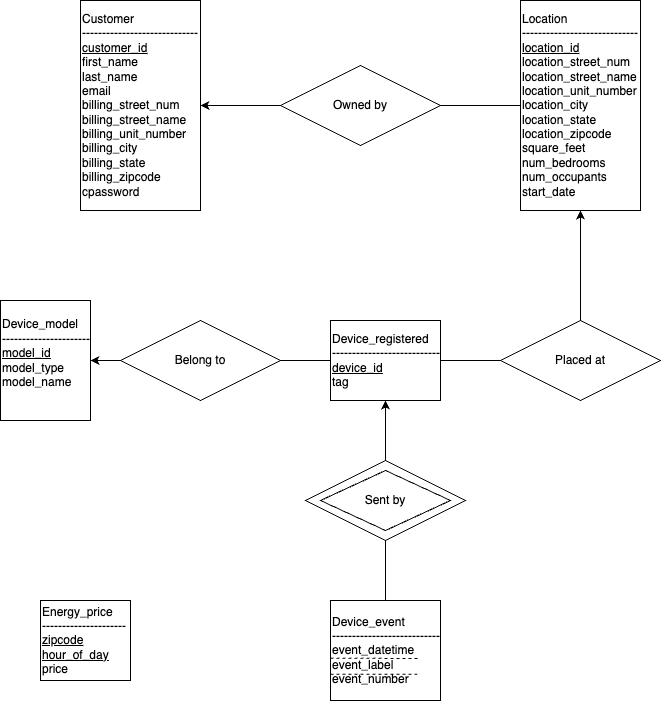 Customer
customer_id
first_name
last_name
email
billing_street_num
billing_street_name
billing_unit_number
billing_city
billing_state
billing_zipcode
cpassword
Owned by
Location
location_id
location_street_num
location_street_name
location_unit_number
location_city
location_state
location_zipcode
square_feet
num_bedrooms
num_occupants
start_date
Device_model
model_id
model_type
model_name
Belong to
Device_registered
device_id
tag
Placed at
Sent by
Energy_price
zipcode
hour_of_day
price
Device_event
event_datetime
event_label
event_number